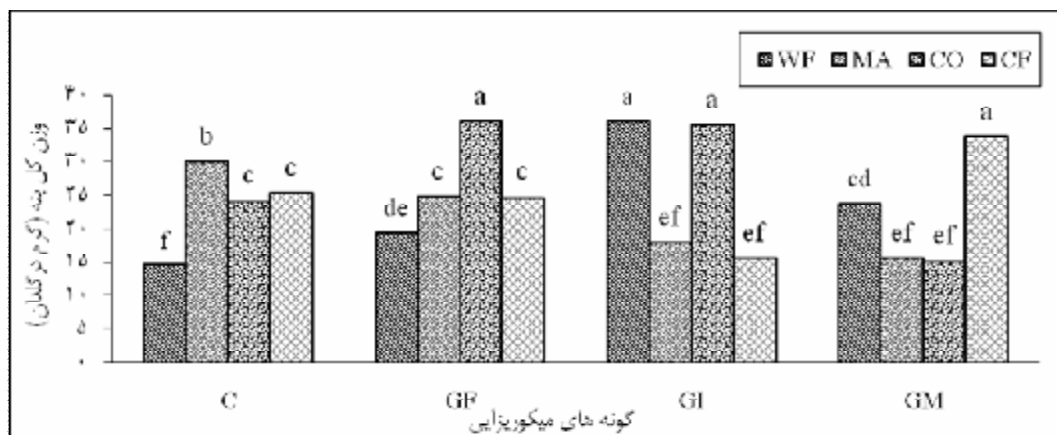 WF MA CO CF
وزن کل بنه (گرم در گلدان)
۴۰
۳۵
۳۰
۲۵
۲۰
۱۵
۱۰
۵
۰
f b c c
de c a c
a ef a ef
cd ef ef a
C GF GI GM
گونه های میکوریزایی